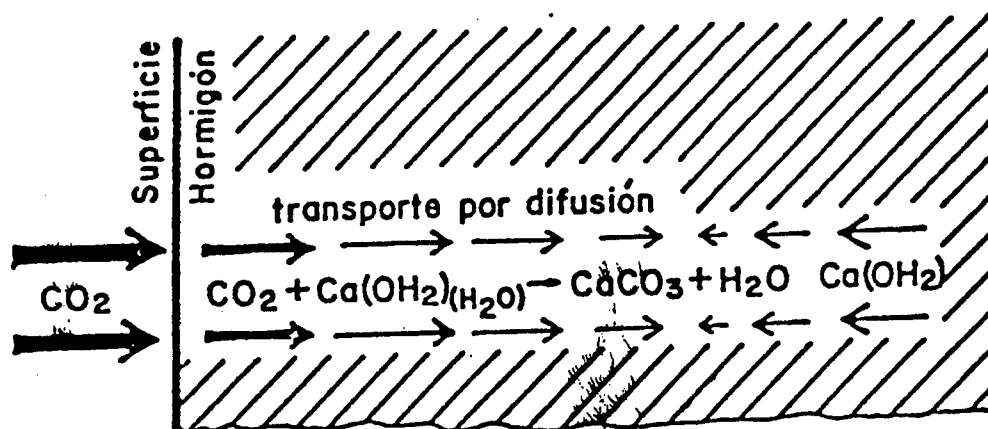 Superficie
Hormigón
transporte por difusión
CO₂
CO₂ + Ca(OH₂)(H₂O) → CaCO₃ + H₂O
Ca(OH₂)